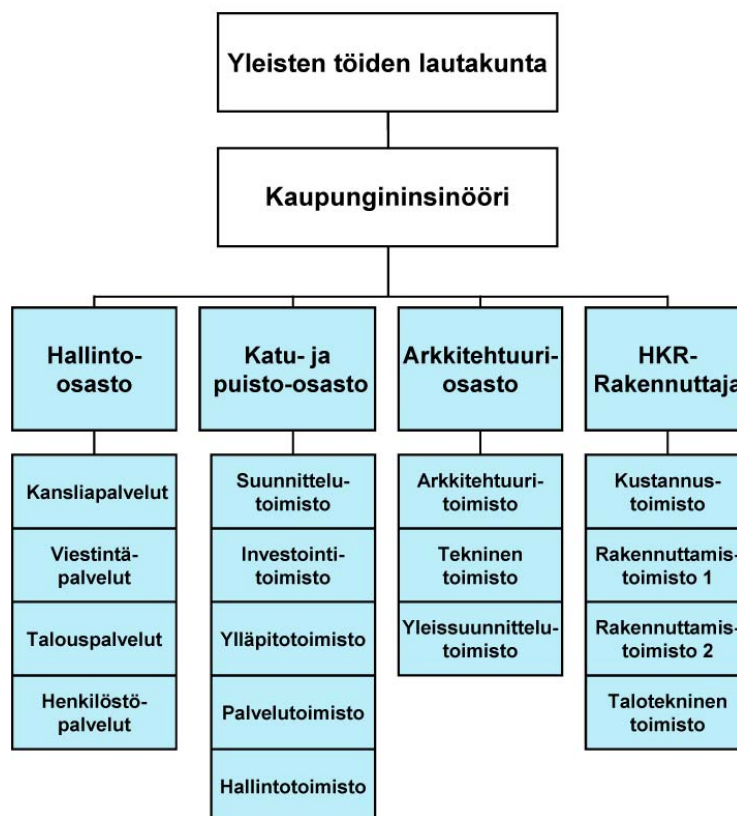 Yleisten töiden lautakunta
Kaupungininsinööri
Hallinto-
osasto
Katu- ja
puisto-osasto
Arkkitehtuuri-
osasto
HKR-
Rakennuttaja
Kansliapalvelut
Viestintä-
palvelut
Talouspalvelut
Henkilöstö-
palvelut
Suunnittelu-
toimisto
Investointi-
toimisto
Ylläpitotoimisto
Palvelutoimisto
Hallintotoimisto
Arkkitehtuuri-
toimisto
Tekninen
toimisto
Yleissuunnittelu-
toimisto
Kustannus-
toimisto
Rakennuttamis-
toimisto 1
Rakennuttamis-
toimisto 2
Talotekninen
toimisto